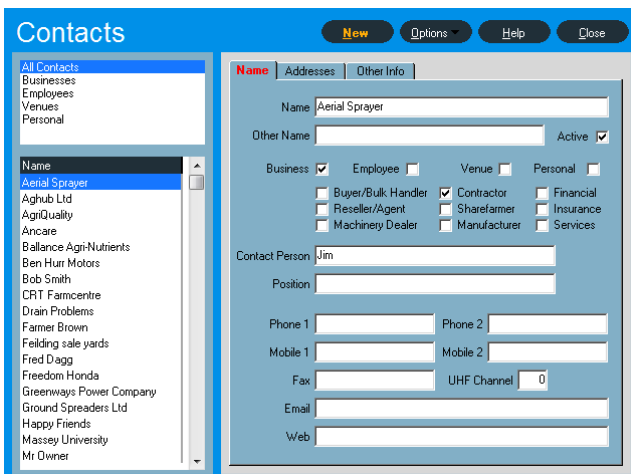 Contacts
New Options Help Close
All Contacts
Businesses
Employees
Venues
Personal
Name
Aerial Sprayer
Aghub Ltd
AgriQuality
Ancare
Ballance Agri-Nutrients
Ben Hurr Motors
Bob Smith
CRT Farmcentre
Drain Problems
Farmer Brown
Feilding sale yards
Fred Dagg
Freedom Honda
Greenways Power Company
Ground Spreaders Ltd
Happy Friends
Massey University
Mr Owner
Name Addresses Other Info
Name Aerial Sprayer
Other Name Active
Business Employee Venue Personal
Buyer/Bulk Handler Contractor Financial
Reseller/Agent Sharefarmer Insurance
Machinery Dealer Manufacturer Services
Contact Person Jim
Position
Phone 1 Phone 2
Mobile 1 Mobile 2
Fax UHF Channel 0
Email
Web